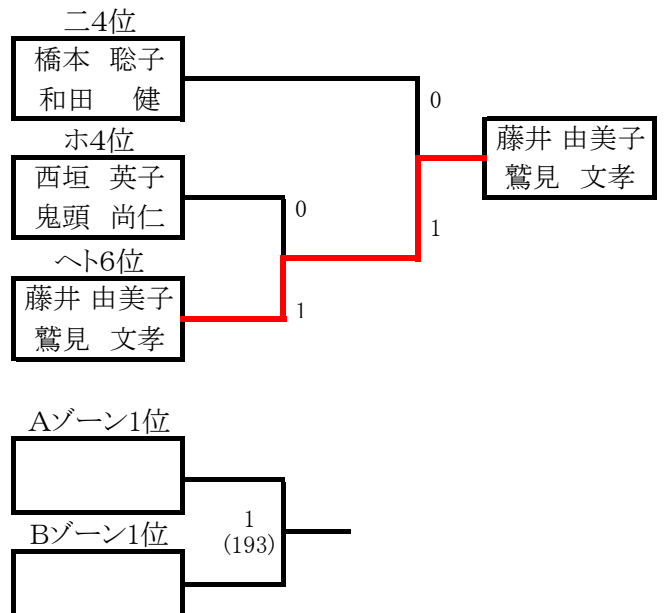 ニ4位
橋本 聡子
和田 健
0
藤井 由美子
鷲見 文孝
ホ4位
西垣 英子
鬼頭 尚仁
0
1
ヘト6位
藤井 由美子
鷲見 文孝
1
Aゾーン1位
1
(193)
Bゾーン1位